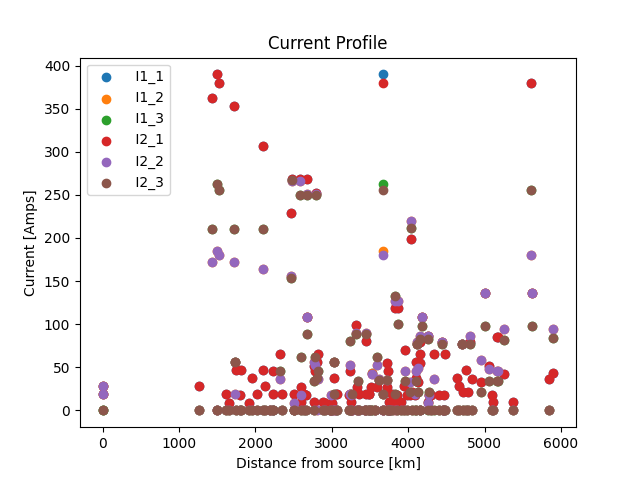 Current Profile
Current [Amps]
400
350
300
250
200
150
100
50
0
I1_1
I1_2
I1_3
I2_1
I2_2
I2_3
0 1000 2000 3000 4000 5000 6000
Distance from source [km]